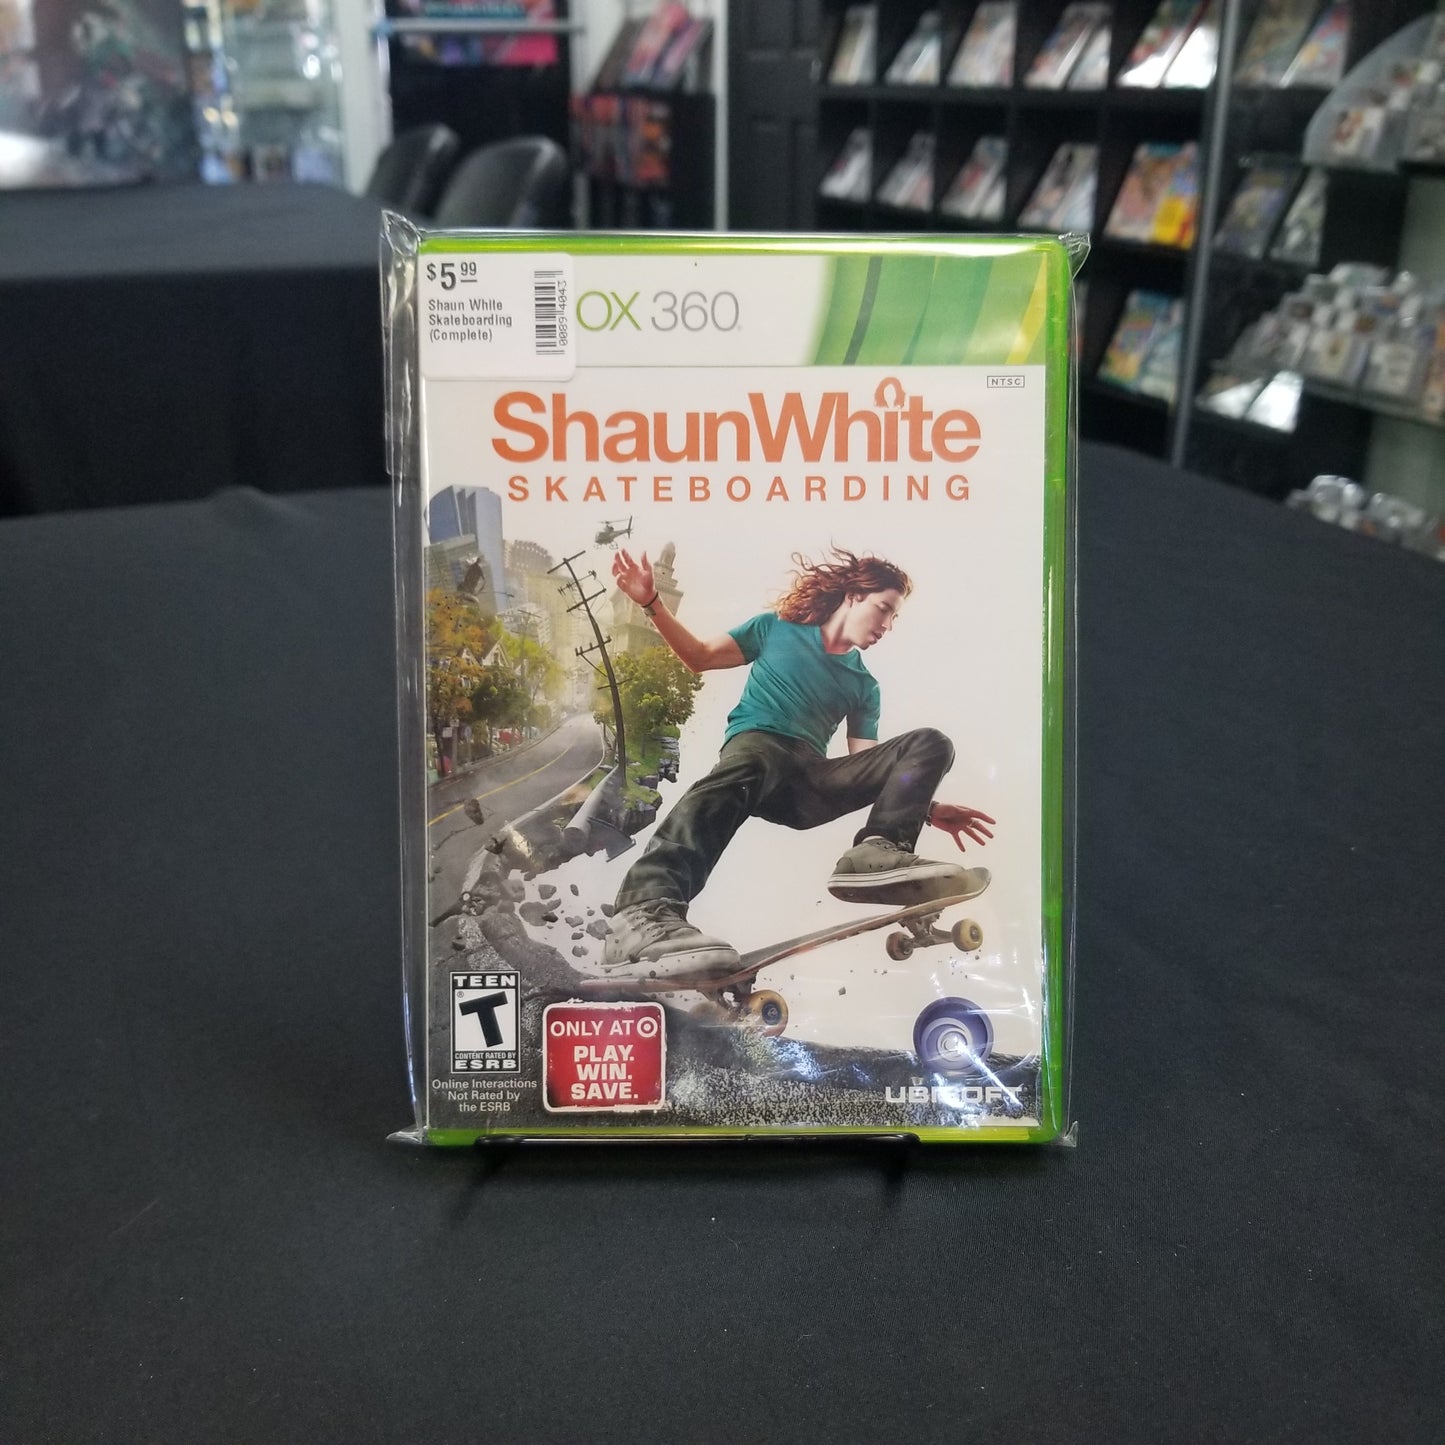 $5.99
Shaun White
Skateboarding
(Complete)
00894043
OX 360
NTSC
ShaunWhite
SKATEBOARDING
TEEN
T
CONTENT RATED BY
ESRB
Online Interactions
Not Rated by
the ESRB
ONLY AT
PLAY.
WIN.
SAVE.
UBISOFT